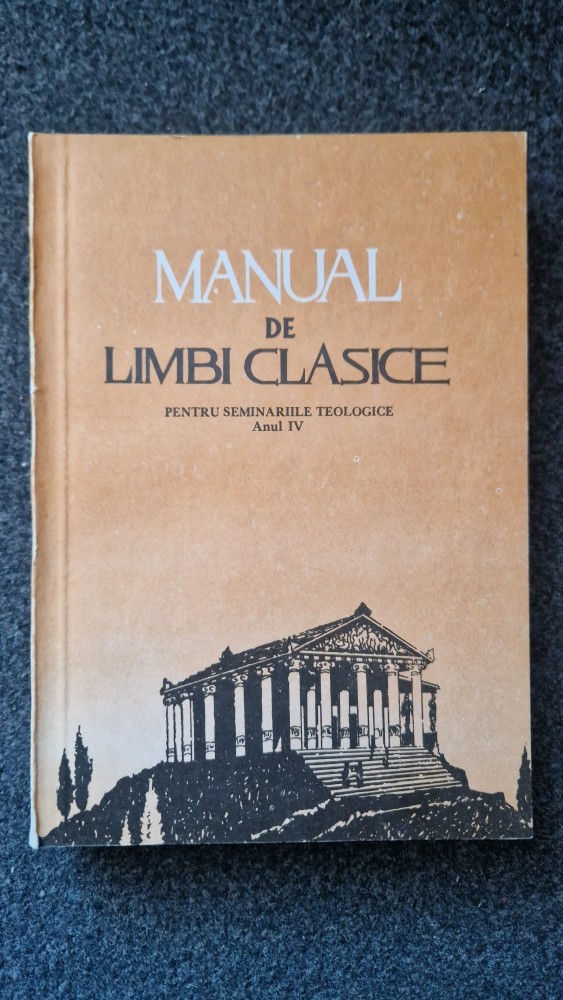 MANUAL
DE
LIMBI CLASICE
PENTRU SEMINARIILE TEOLOGICE
Anul IV